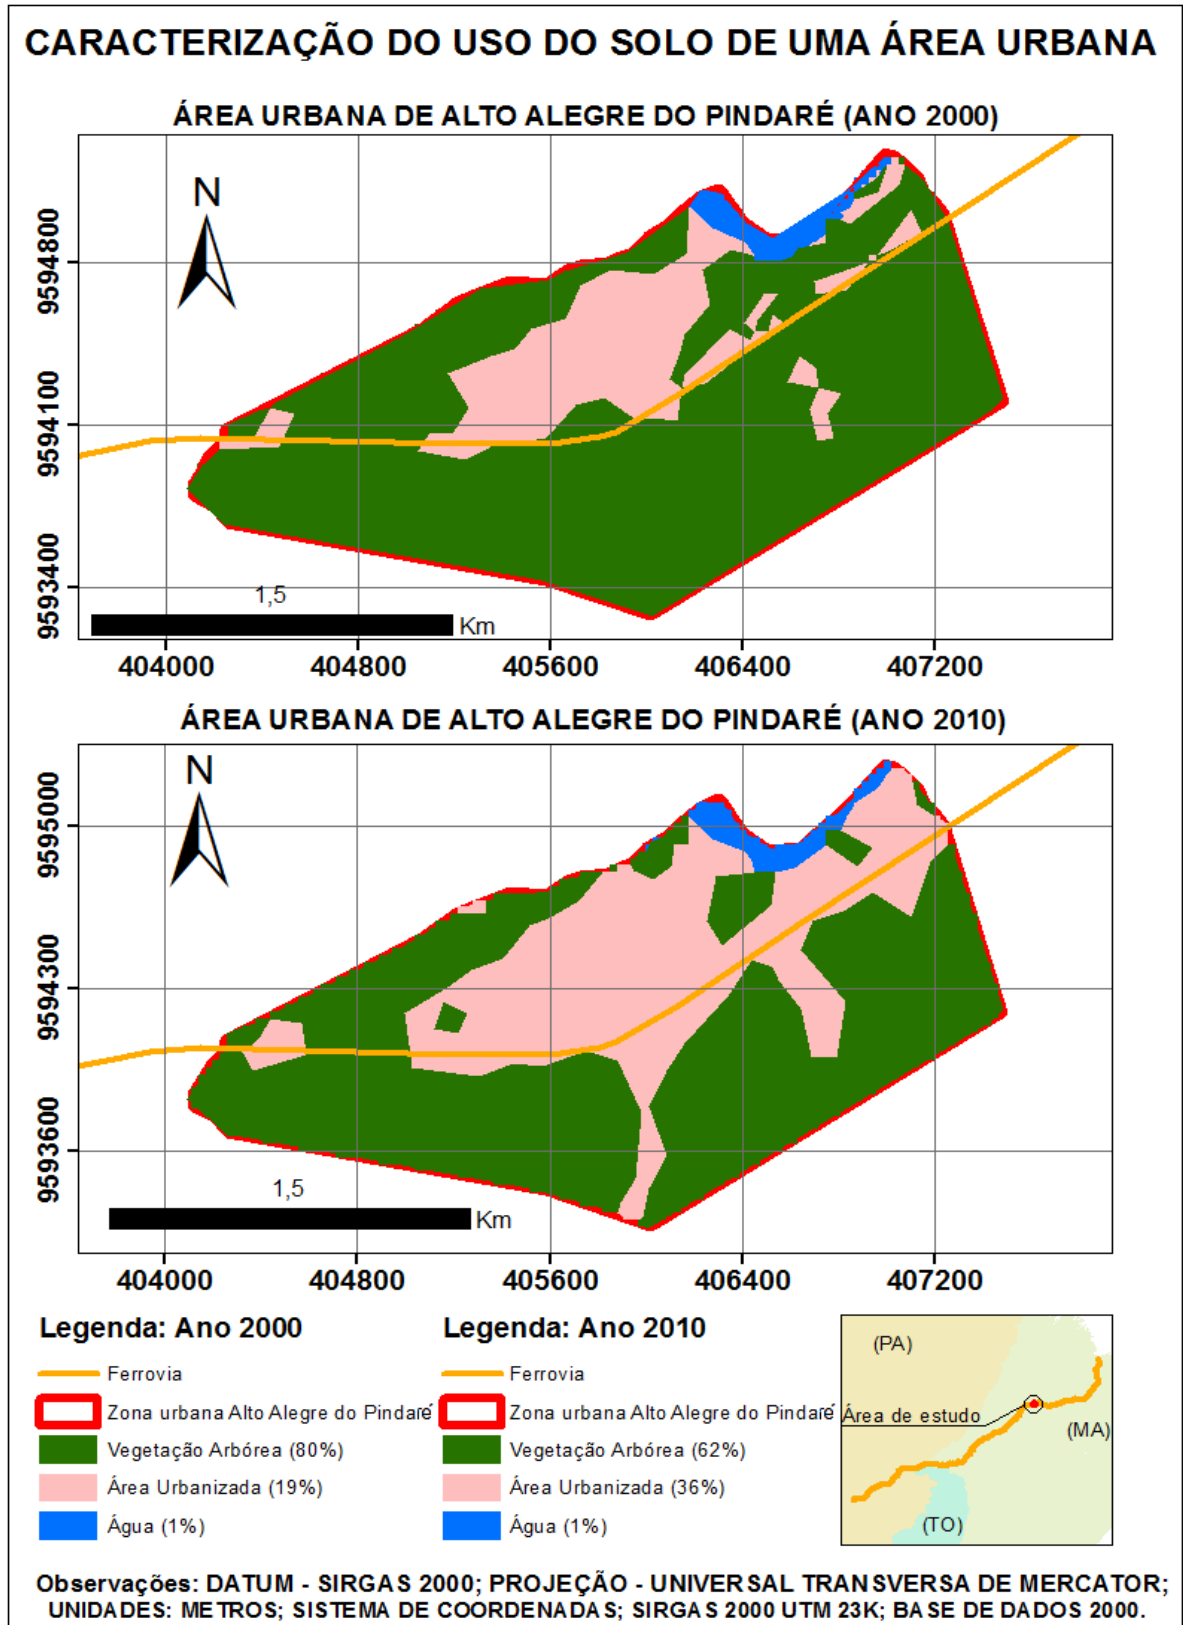 CARACTERIZAÇÃO DO USO DO SOLO DE UMA ÁREA URBANA
ÁREA URBANA DE ALTO ALEGRE DO PINDARÉ (ANO 2000)
N
9594800
9594100
9593400
1,5
Km
404000 404800 405600 406400 407200
ÁREA URBANA DE ALTO ALEGRE DO PINDARÉ (ANO 2010)
N
9595000
9594300
9593600
1,5
Km
404000 404800 405600 406400 407200
Legenda: Ano 2000
Ferrovia
Zona urbana Alto Alegre do Pindaré
Vegetação Arbórea (80%)
Área Urbanizada (19%)
Água (1%)
Legenda: Ano 2010
Ferrovia
Zona urbana Alto Alegre do Pindaré
Vegetação Arbórea (62%)
Área Urbanizada (36%)
Água (1%)
(PA)
Área de estudo
(MA)
(TO)
Observações: DATUM - SIRGAS 2000; PROJEÇÃO - UNIVERSAL TRANSVERSA DE MERCATOR;
UNIDADES: METROS; SISTEMA DE COORDENADAS; SIRGAS 2000 UTM 23K; BASE DE DADOS 2000.